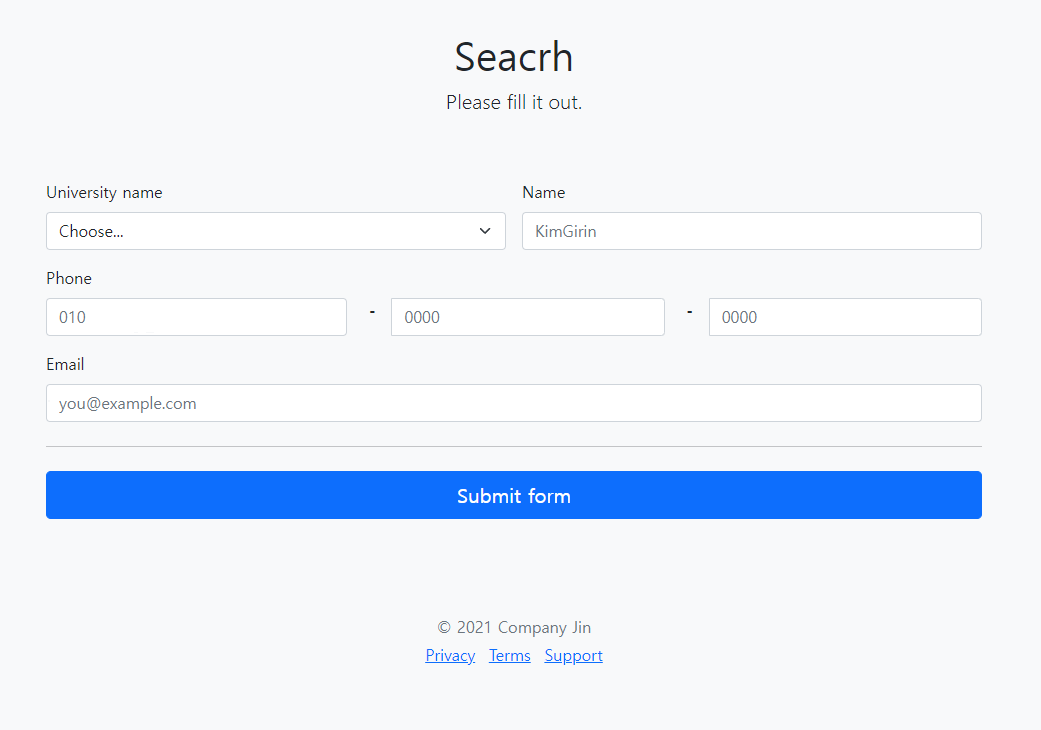 Seacrh
Please fill it out.
University name
Name
Choose...
KimGirin
Phone
010 - 0000 - 0000
Email
you@example.com
Submit form
© 2021 Company Jin
Privacy Terms Support